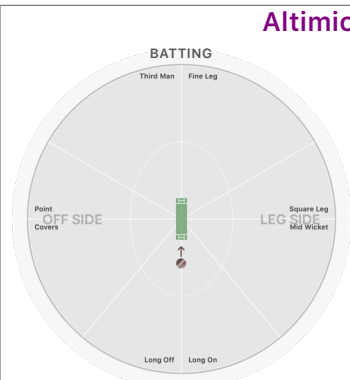 Altimic
BATTING
Third Man Fine Leg
Point Square Leg
OFF SIDE LEG SIDE
Covers Mid Wicket
Long Off Long On